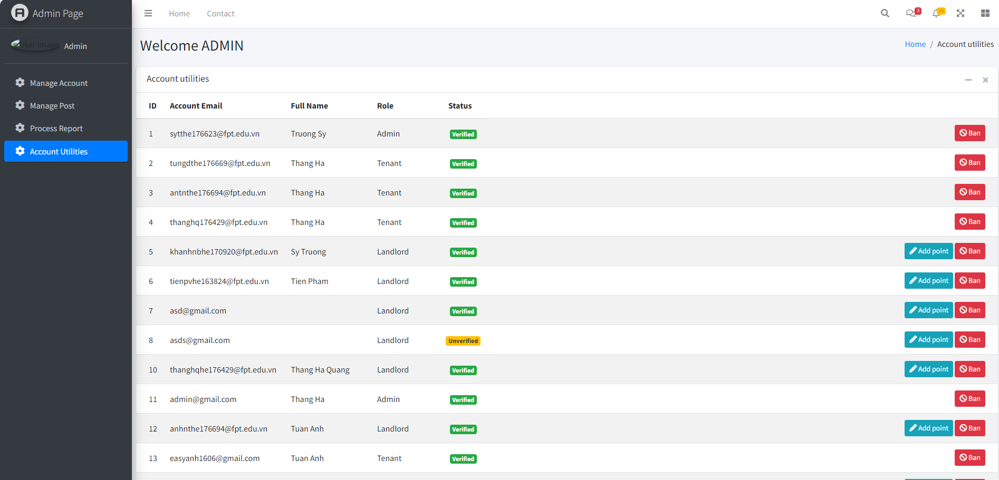 Admin Page
Home
Contact
3
15
User Image
Admin
Welcome ADMIN
Home / Account utilities
Manage Account
Manage Post
Process Report
Account Utilities
Account utilities
ID Account Email Full Name Role Status
1 sytthe176623@fpt.edu.vn Truong Sy Admin Verified Ban
2 tungdthe176669@fpt.edu.vn Thang Ha Tenant Verified Ban
3 antnthe176694@fpt.edu.vn Thang Ha Tenant Verified Ban
4 thanghq176429@fpt.edu.vn Thang Ha Tenant Verified Ban
5 khanhnbhe170920@fpt.edu.vn Sy Truong Landlord Verified Add point Ban
6 tienpvhe163824@fpt.edu.vn Tien Pham Landlord Verified Add point Ban
7 asd@gmail.com Landlord Verified Add point Ban
8 asds@gmail.com Landlord Unverified Add point Ban
10 thanghqhe176429@fpt.edu.vn Thang Ha Quang Landlord Verified Add point Ban
11 admin@gmail.com Thang Ha Admin Verified Ban
12 anhnthe176694@fpt.edu.vn Tuan Anh Landlord Verified Add point Ban
13 easyanh1606@gmail.com Tuan Anh Tenant Verified Ban